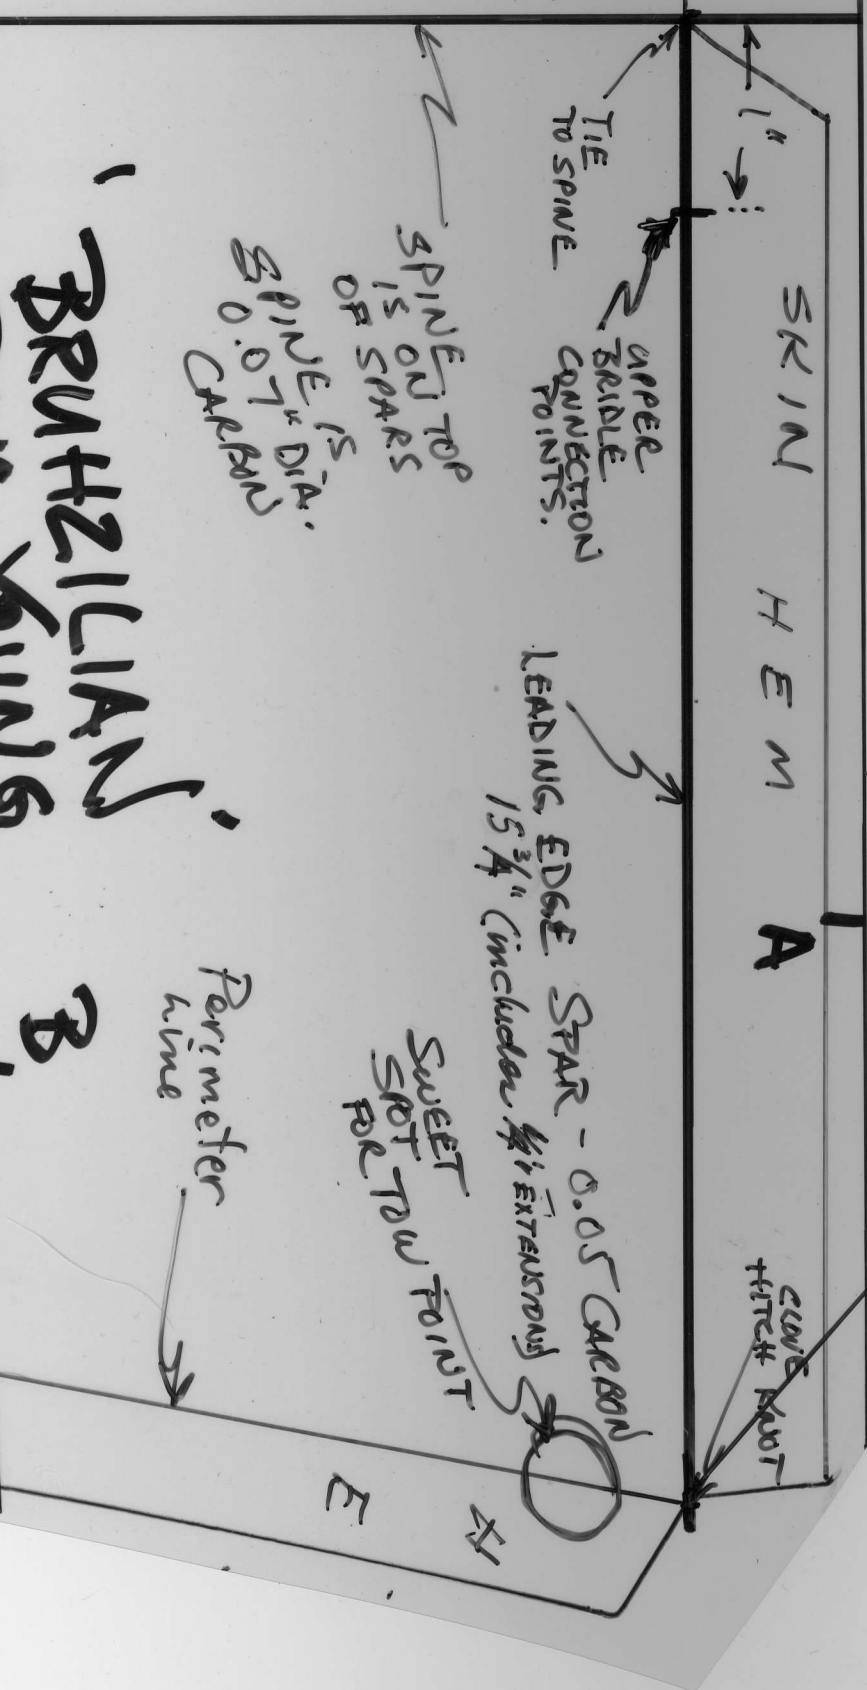 1"
SKIN HEM
A
TIE
TO SPINE
UPPER
BRIDLE
CONNECTION
POINTS.
CLOVE
HITCH KNOT
LEADING EDGE SPAR - 0.05 CARBON
15 3/4" (includes EXTENSIONS)
SPINE
IS ON TOP
OF SPARS
SWEET
SPOT
FOR TOW POINT
SPINE IS
0.07" DIA.
CARBON
H
E
Perimeter
Line
' BRUHZILIAN '
B